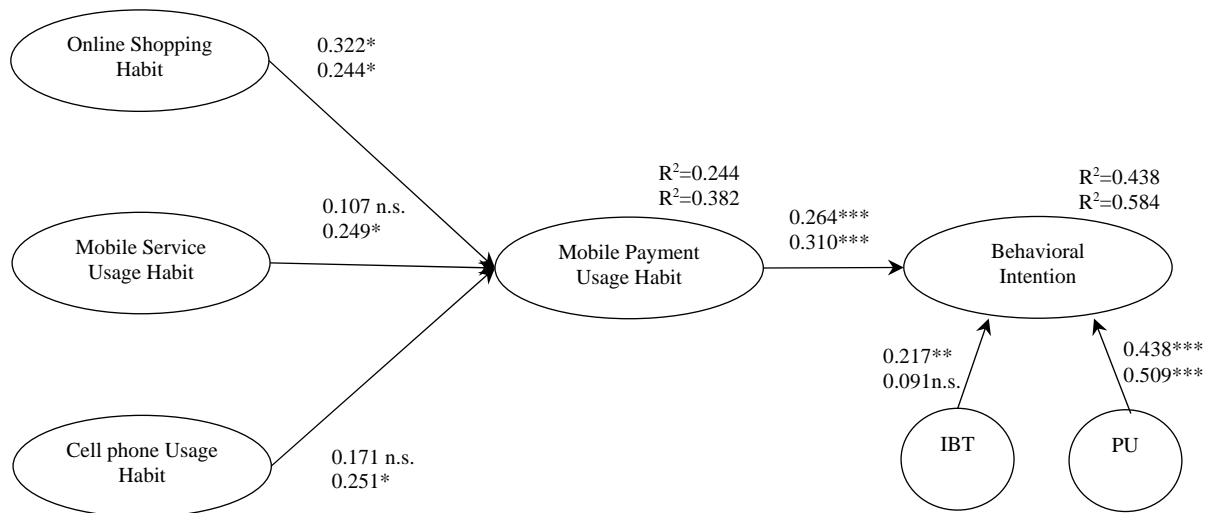 Online Shopping
Habit
0.322*
0.244*
R²=0.244
R²=0.382
R²=0.438
R²=0.584
0.107 n.s.
0.249*
0.264***
0.310***
Mobile Service
Usage Habit
Mobile Payment
Usage Habit
Behavioral
Intention
0.217**
0.091n.s.
0.438***
0.509***
Cell phone Usage
Habit
0.171 n.s.
0.251*
IBT
PU